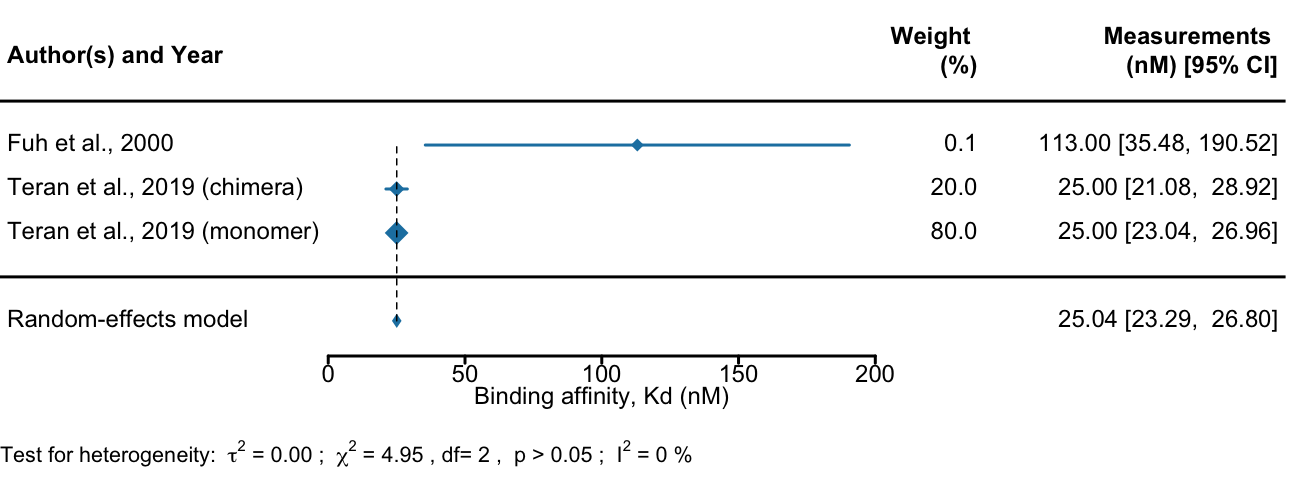 Author(s) and Year Weight (%) Measurements (nM) [95% CI]
Fuh et al., 2000 0.1 113.00 [35.48, 190.52]
Teran et al., 2019 (chimera) 20.0 25.00 [21.08, 28.92]
Teran et al., 2019 (monomer) 80.0 25.00 [23.04, 26.96]
Random-effects model 25.04 [23.29, 26.80]
0 50 100 150 200
Binding affinity, Kd (nM)
Test for heterogeneity: τ² = 0.00 ; χ² = 4.95 , df= 2 , p > 0.05 ; I² = 0 %